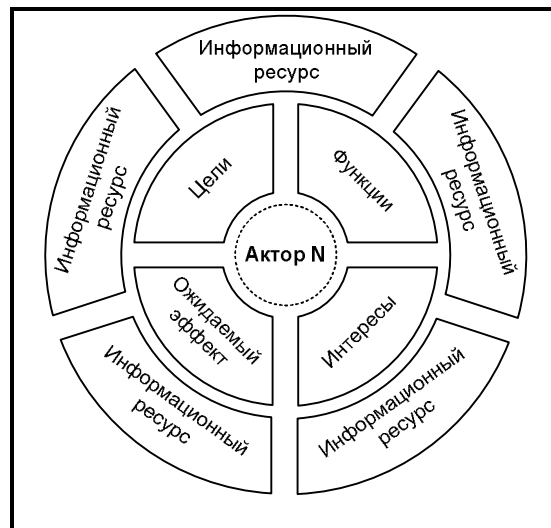 Информационный
ресурс
Информационный
ресурс
Информационный
ресурс
Цели
Функции
Актор N
Ожидаемый
эффект
Интересы
Информационный
ресурс
Информационный
ресурс